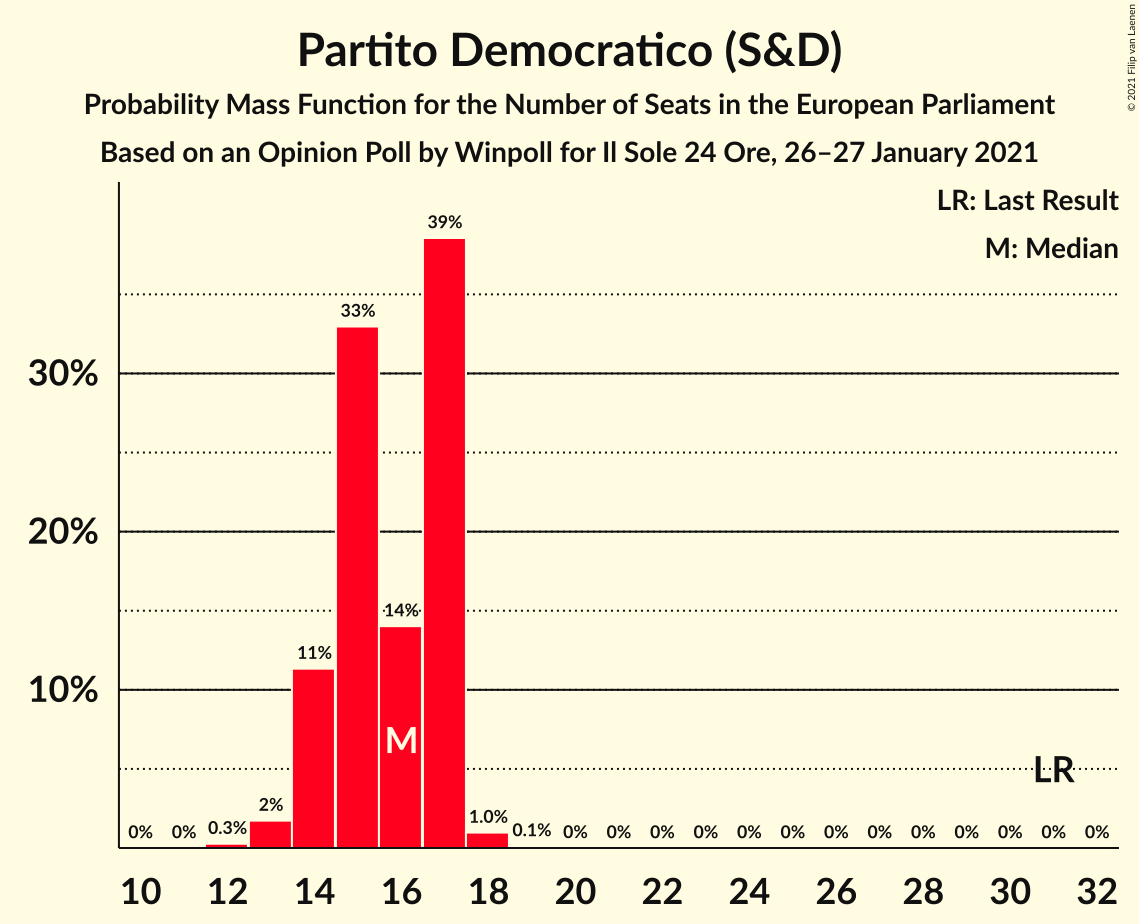 Partito Democratico (S&D)
Probability Mass Function for the Number of Seats in the European Parliament
Based on an Opinion Poll by Winpoll for Il Sole 24 Ore, 26–27 January 2021
© 2021 Filip van Laenen
LR: Last Result
M: Median
30%
20%
10%
0% 0% 0.3% 2% 11% 33% 14% 39% 1.0% 0.1% 0% 0% 0% 0% 0% 0% 0% 0% 0% 0% 0% 0% 0%
M
LR
10 12 14 16 18 20 22 24 26 28 30 32